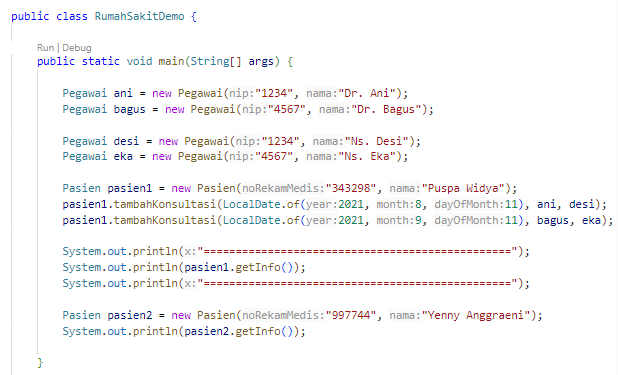 public class RumahSakitDemo {
Run | Debug
public static void main(String[] args) {
Pegawai ani = new Pegawai(nip:"1234", nama:"Dr. Ani");
Pegawai bagus = new Pegawai(nip:"4567", nama:"Dr. Bagus");
Pegawai desi = new Pegawai(nip:"1234", nama:"Ns. Desi");
Pegawai eka = new Pegawai(nip:"4567", nama:"Ns. Eka");
Pasien pasien1 = new Pasien(noRekamMedis:"343298", nama:"Puspa Widya");
pasien1.tambahKonsultasi(LocalDate.of(year:2021, month:8, dayOfMonth:11), ani, desi);
pasien1.tambahKonsultasi(LocalDate.of(year:2021, month:9, dayOfMonth:11), bagus, eka);
System.out.println(x:"================================================");
System.out.println(pasien1.getInfo());
System.out.println(x:"================================================");
Pasien pasien2 = new Pasien(noRekamMedis:"997744", nama:"Yenny Anggraeni");
System.out.println(pasien2.getInfo());
}